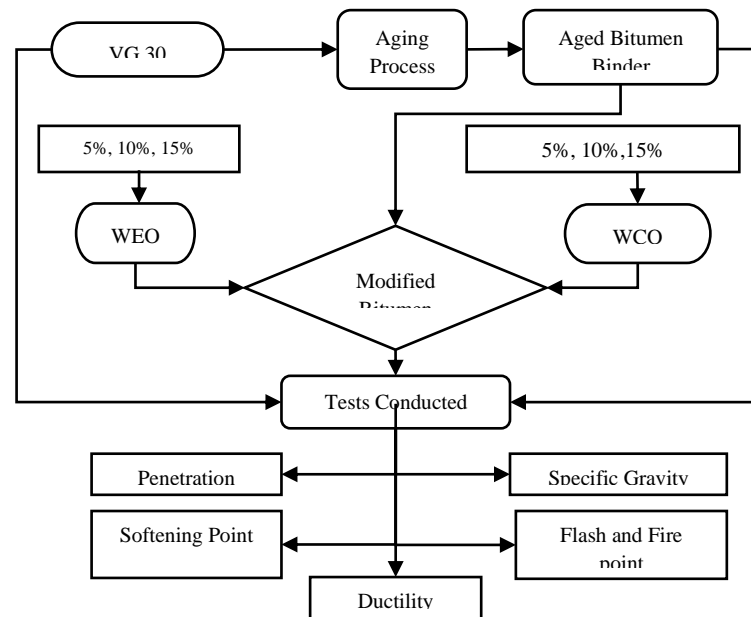 VG 30
Aging
Process
Aged Bitumen
Binder
5%, 10%, 15%
5%, 10%,15%
WEO
WCO
Modified
Bitumen
Tests Conducted
Penetration
Specific Gravity
Softening Point
Flash and Fire
point
Ductility